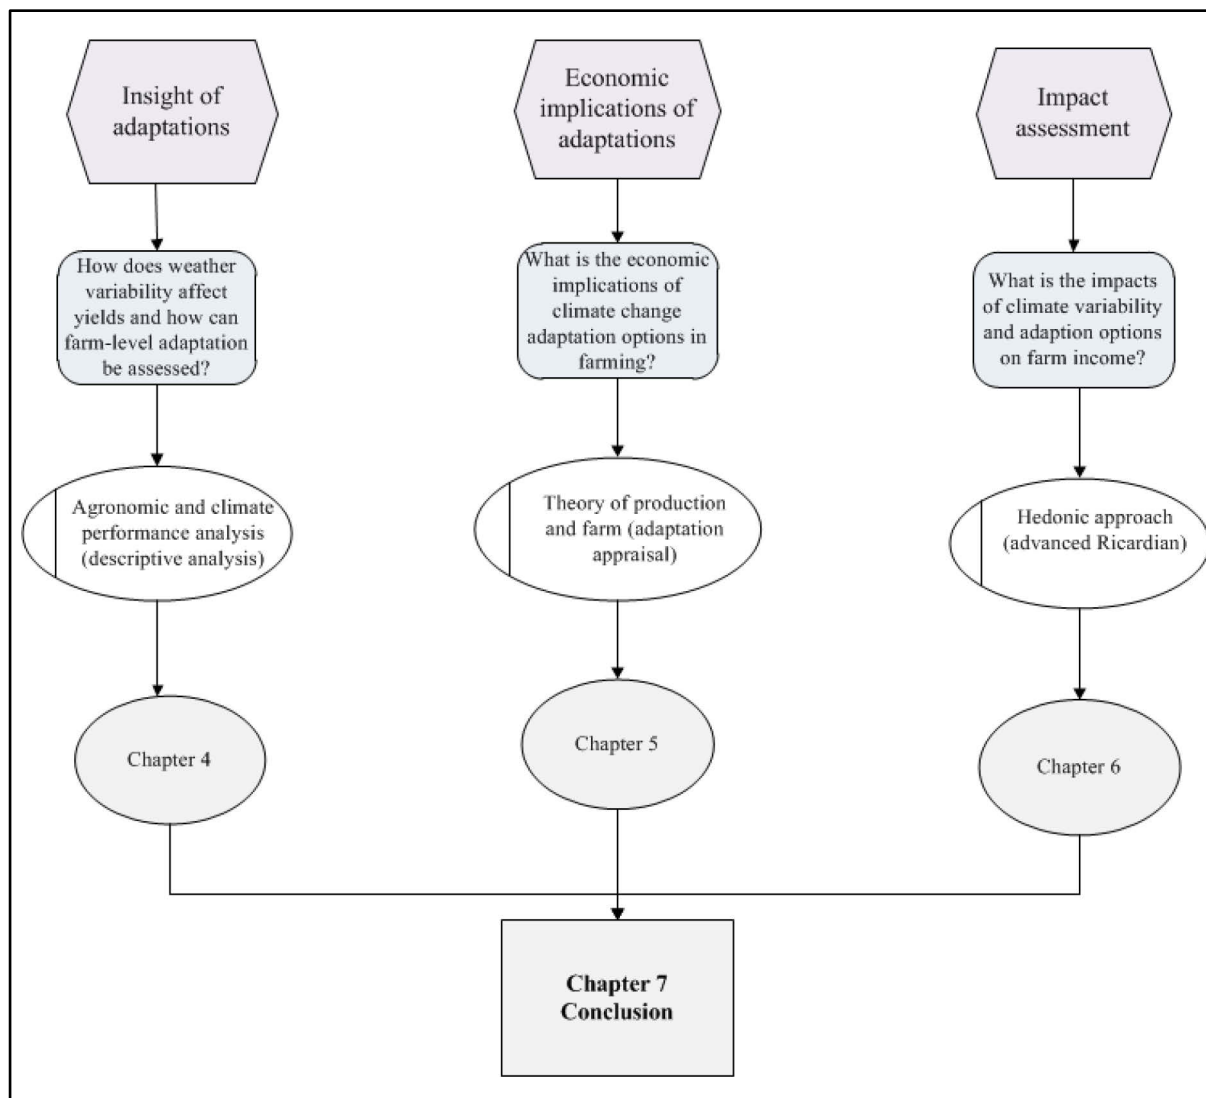 Insight of
adaptations
How does weather
variability affect
yields and how can
farm-level adaptation
be assessed?
Agronomic and climate
performance analysis
(descriptive analysis)
Chapter 4
Economic
implications of
adaptations
What is the economic
implications of
climate change
adaptation options in
farming?
Theory of production
and farm (adaptation
appraisal)
Chapter 5
Impact
assessment
What is the impacts
of climate variability
and adaption options
on farm income?
Hedonic approach
(advanced Ricardian)
Chapter 6
Chapter 7
Conclusion